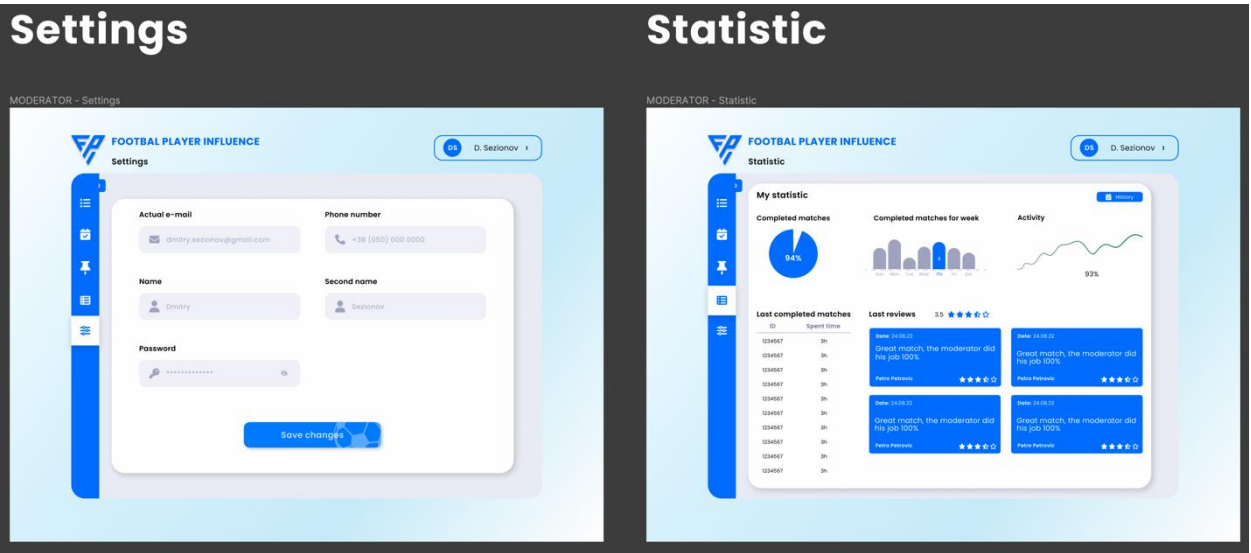 Settings
Statistic
MODERATOR - Settings
FOOTBAL PLAYER INFLUENCE
Settings
DS
D. Sezionov
Actual e-mail
Phone number
dmitry.sezionov@gmail.com
+38 (050) 000 0000
Name
Second name
Dmitry
Sezionov
Password
*************
Save changes
MODERATOR - Statistic
FOOTBAL PLAYER INFLUENCE
Statistic
DS
D. Sezionov
My statistic
History
Completed matches
Completed matches for week
Activity
94%
Sun Mon Tue Wed Thi Fri Sat
93%
Last completed matches
ID Spent time
1234567 3h
1234567 3h
1234567 3h
1234567 3h
1234567 3h
1234567 3h
1234567 3h
1234567 3h
1234567 3h
1234567 3h
Last reviews 3.5
Date: 24.08.22
Great match, the moderator did
his job 100%
Petro Petrovic
Date: 24.08.22
Great match, the moderator did
his job 100%
Petro Petrovic
Date: 24.08.22
Great match, the moderator did
his job 100%
Petro Petrovic
Date: 24.08.22
Great match, the moderator did
his job 100%
Petro Petrovic